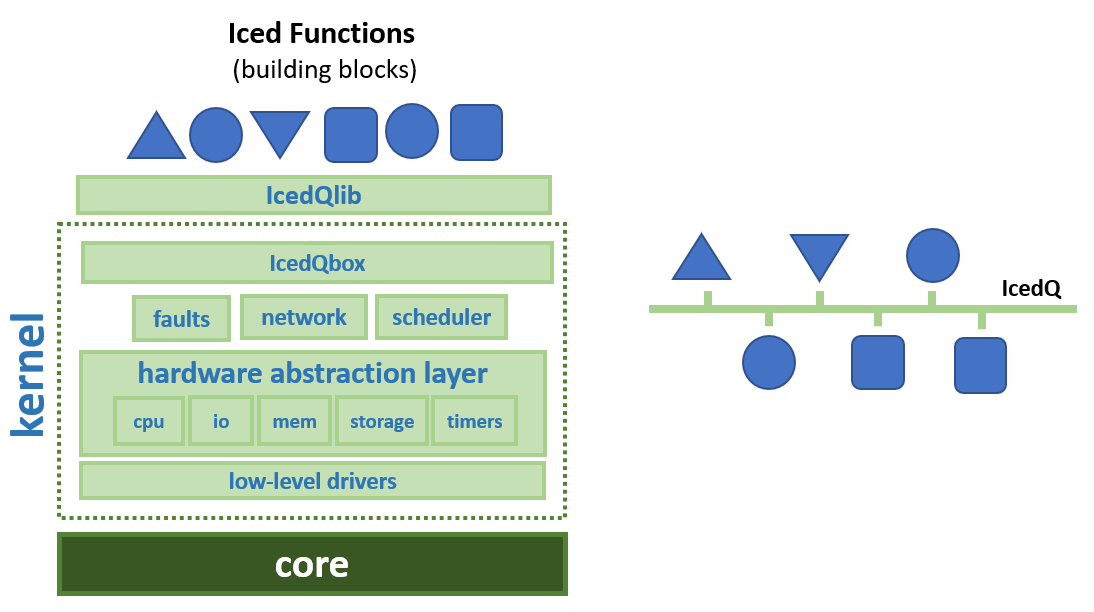 Iced Functions
(building blocks)
IcedQlib
IcedQbox
faults
network
scheduler
hardware abstraction layer
cpu
io
mem
storage
timers
low-level drivers
kernel
core
IcedQ